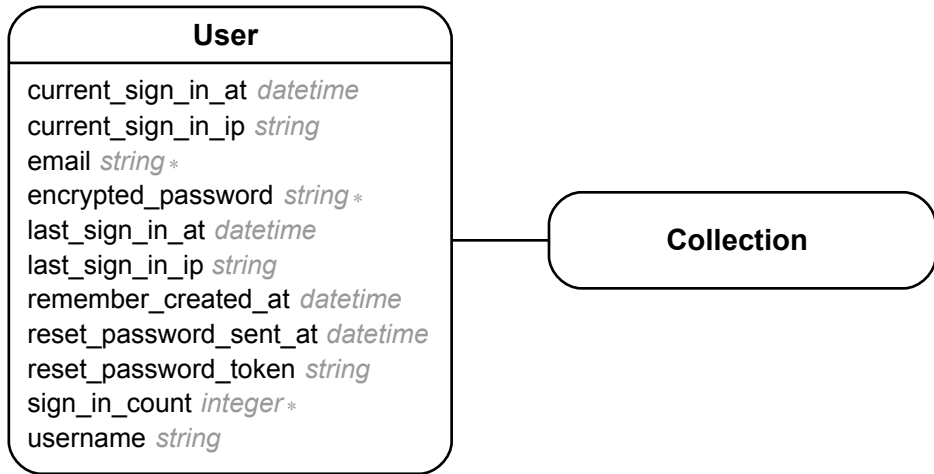 User
current_sign_in_at datetime
current_sign_in_ip string
email string *
encrypted_password string *
last_sign_in_at datetime
last_sign_in_ip string
remember_created_at datetime
reset_password_sent_at datetime
reset_password_token string
sign_in_count integer *
username string
Collection